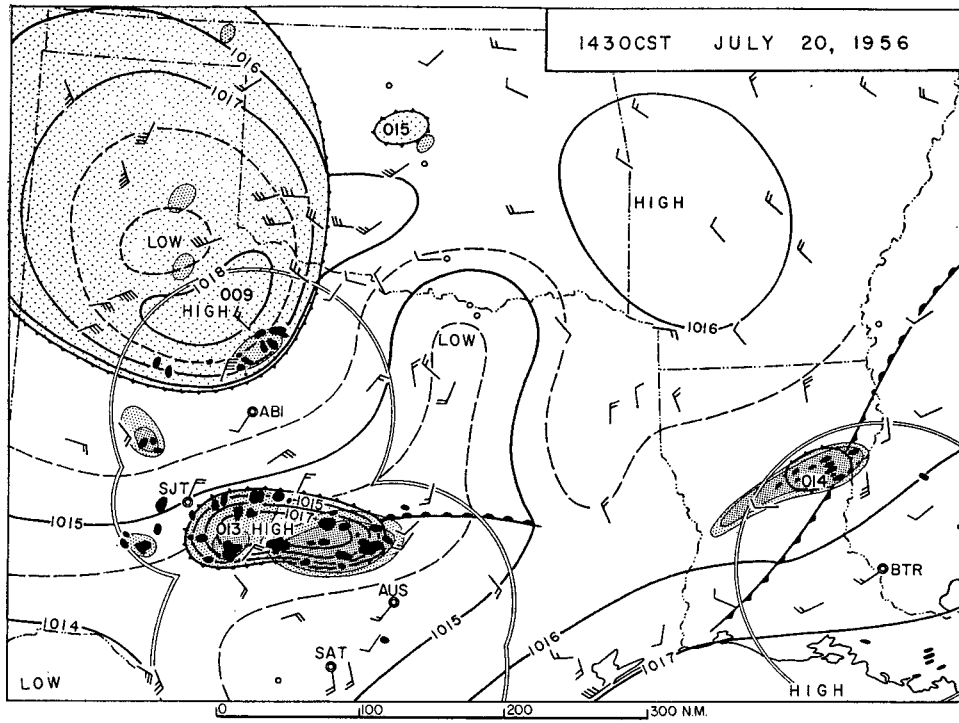 1430CST JULY 20, 1956
1016
1017
015
HIGH
LOW
1018
009
HIGH
1016
LOW
ABI
SJT
1015
1015
1017
013 HIGH
014
BTR
AUS
1014
1015
1016
SAT
1017
LOW
HIGH
0 100 200 300 N.M.